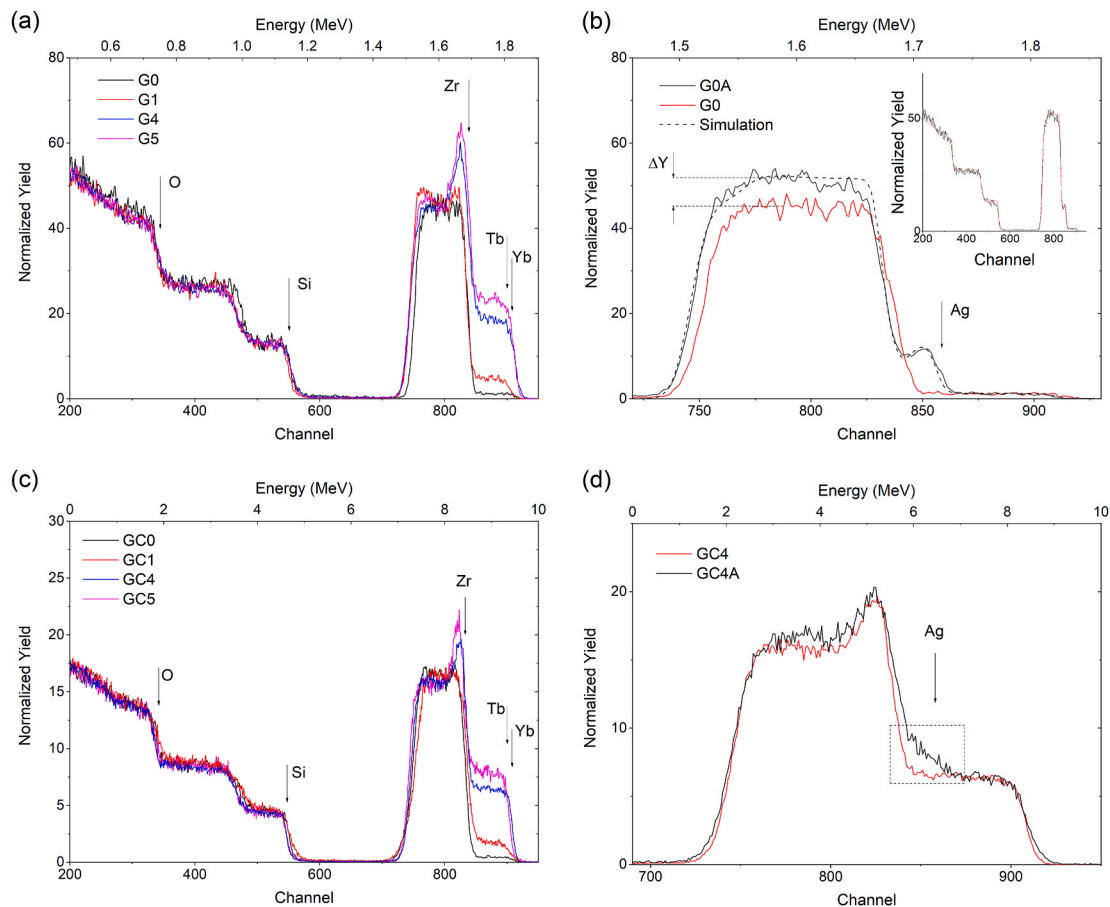 (a)
Energy (MeV)
0.6 0.8 1.0 1.2 1.4 1.6 1.8
80
60
40
20
0
Normalized Yield
G0
G1
G4
G5
O
Si
Zr
Tb
Yb
200 400 600 800
Channel
(b)
Energy (MeV)
1.5 1.6 1.7 1.8
80
60
40
20
0
Normalized Yield
G0A
G0
Simulation
ΔY
Ag
50
0
Normalized Yield
200 400 600 800
Channel
750 800 850 900
Channel
(c)
Energy (MeV)
0 2 4 6 8 10
30
25
20
15
10
5
0
Normalized Yield
GC0
GC1
GC4
GC5
O
Si
Zr
Tb
Yb
200 400 600 800
Channel
(d)
Energy (MeV)
0 1 2 3 4 5 6 7 8 9 10
20
10
0
Normalized Yield
GC4
GC4A
Ag
700 800 900
Channel